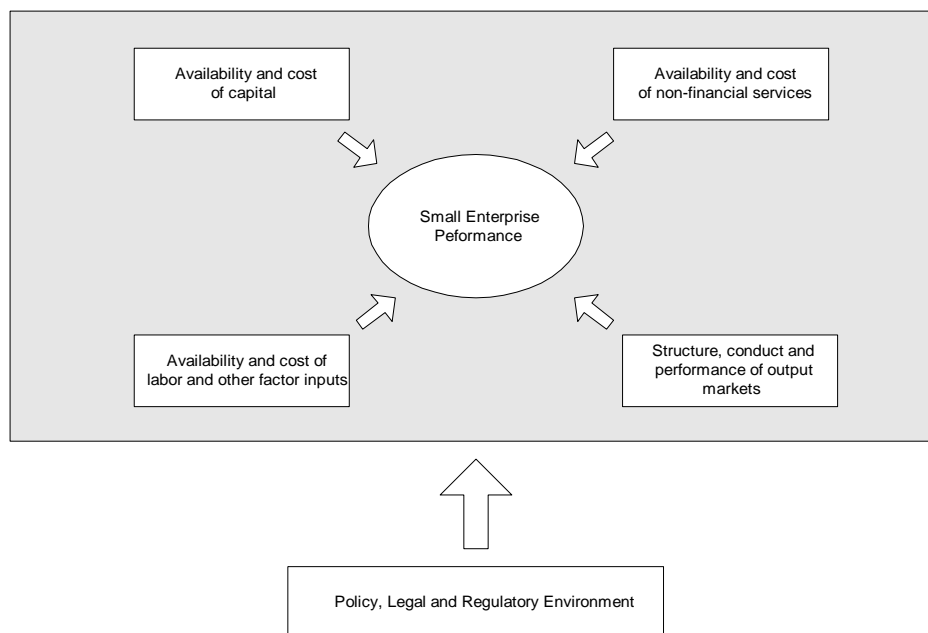 Availability and cost
of capital
Availability and cost
of non-financial services
Small Enterprise
Peformance
Availability and cost of
labor and other factor inputs
Structure, conduct and
performance of output
markets
Policy, Legal and Regulatory Environment